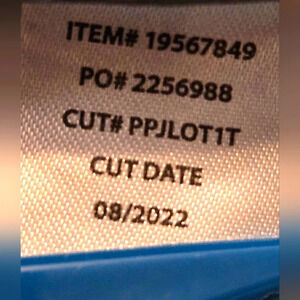 ITEM# 19567849
PO# 2256988
CUT# PPJLOT1T
CUT DATE
08/2022